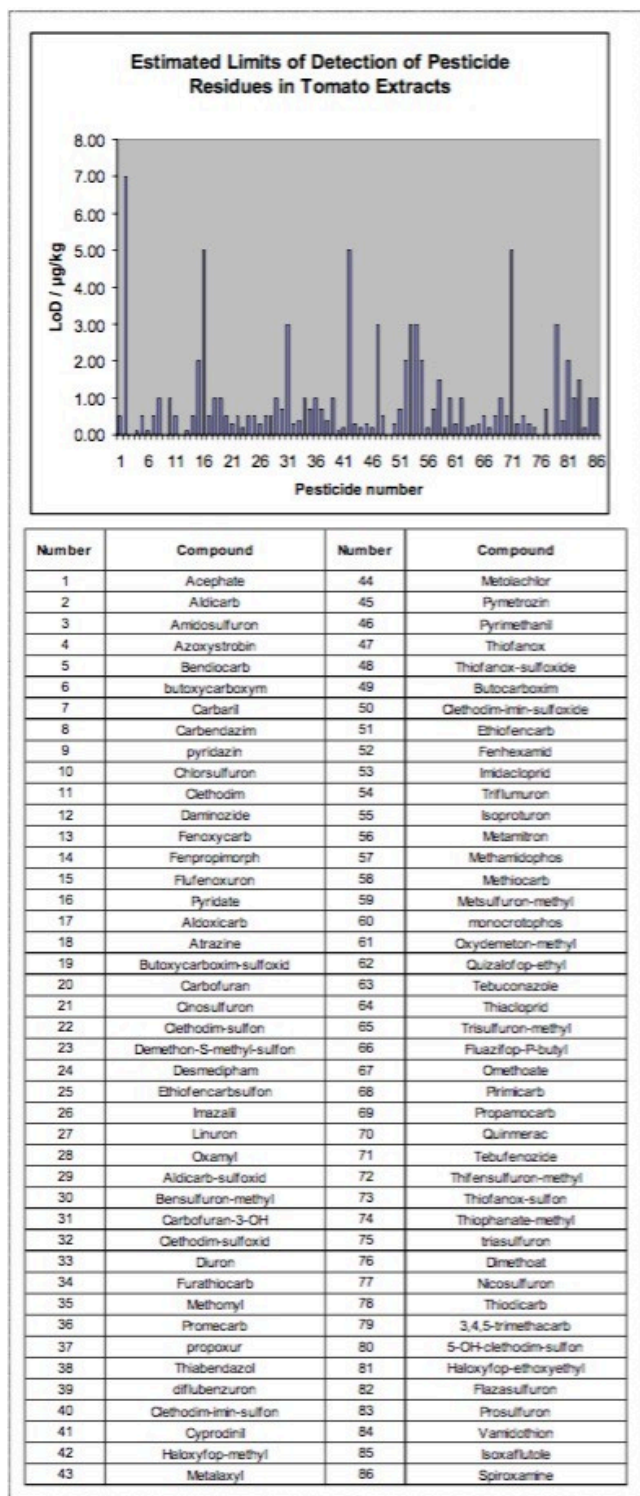 Estimated Limits of Detection of Pesticide
Residues in Tomato Extracts
8.00
7.00
6.00
5.00
4.00
3.00
2.00
1.00
0.00
LoD / µg/kg
1 6 11 16 21 26 31 36 41 46 51 56 61 66 71 76 81 86
Pesticide number
Number Compound Number Compound
1 Acephate 44 Metolachlor
2 Aldicarb 45 Pymetrozin
3 Amidosulfuron 46 Pyrimethanil
4 Azoxystrobin 47 Thiofanox
5 Bendiocarb 48 Thiofanox-sulfoxide
6 butoxycarboxym 49 Butocarboxim
7 Carbaril 50 Clethodim-imin-sulfoxide
8 Carbendazim 51 Ethiofencarb
9 pyridazin 52 Fenhexamid
10 Chlorsulfuron 53 Imidacloprid
11 Clethodim 54 Triflumuron
12 Daminozide 55 Isoproturon
13 Fenoxycarb 56 Metamitron
14 Fenpropimorph 57 Methamidophos
15 Flufenoxuron 58 Methiocarb
16 Pyridate 59 Metsulfuron-methyl
17 Aldoxicarb 60 monocrotophos
18 Atrazine 61 Oxydemeton-methyl
19 Butoxycarboxim-sulfoxid 62 Quizalofop-ethyl
20 Carbofuran 63 Tebuconazole
21 Cinosulfuron 64 Thiacloprid
22 Clethodim-sulfon 65 Trisulfuron-methyl
23 Demethon-S-methyl-sulfon 66 Fluazifop-P-butyl
24 Desmedipham 67 Omethoate
25 Ethiofencarbsulfon 68 Pirimicarb
26 Imazalil 69 Propamocarb
27 Linuron 70 Quinmerac
28 Oxamyl 71 Tebufenozide
29 Aldicarb-sulfoxid 72 Thifensulfuron-methyl
30 Bensulfuron-methyl 73 Thiofanox-sulfon
31 Carbofuran-3-OH 74 Thiophanate-methyl
32 Clethodim-sulfoxid 75 triasulfuron
33 Diuron 76 Dimethoat
34 Furathiocarb 77 Nicosulfuron
35 Methomyl 78 Thiodicarb
36 Promecarb 79 3,4,5-trimethacarb
37 propoxur 80 5-OH-clethodim-sulfon
38 Thiabendazol 81 Haloxyfop-ethoxyethyl
39 diflubenzuron 82 Flazasulfuron
40 Clethodim-imin-sulfon 83 Prosulfuron
41 Cyprodinil 84 Vamidothion
42 Haloxyfop-methyl 85 Isoxaflutole
43 Metalaxyl 86 Spiroxamine